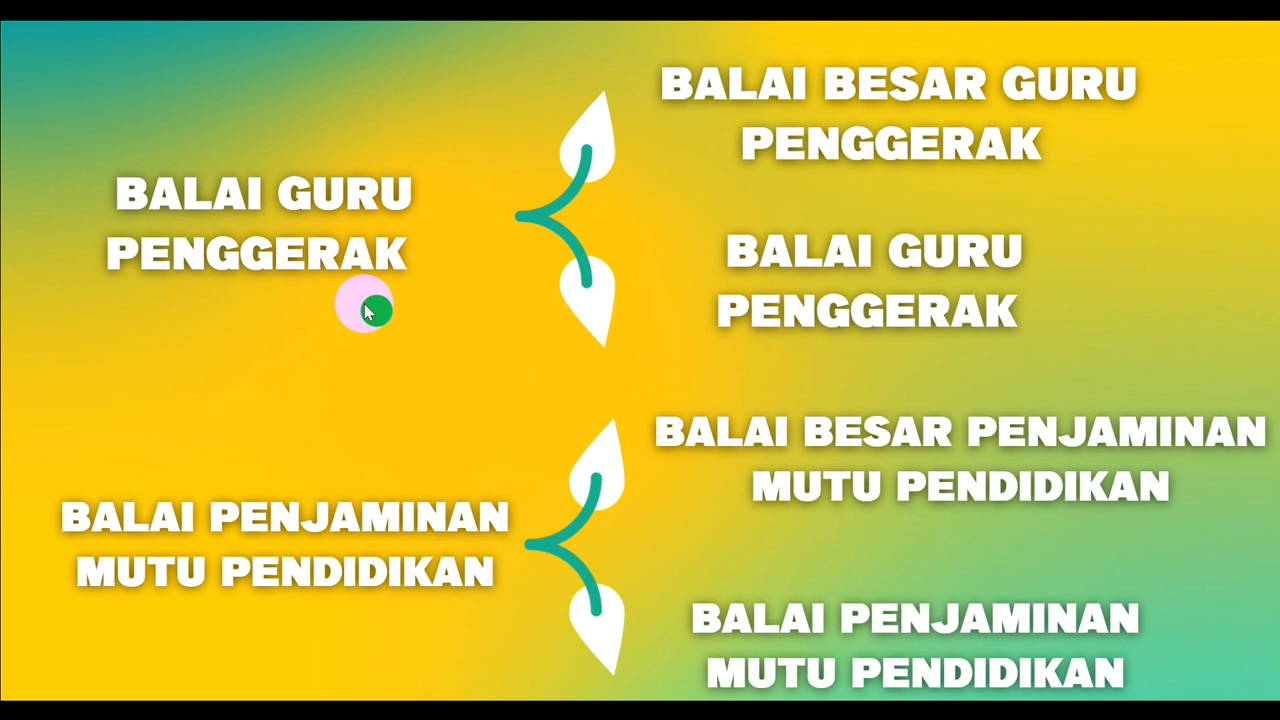 BALAI GURU
PENGGERAK
BALAI BESAR GURU
PENGGERAK
BALAI GURU
PENGGERAK
BALAI PENJAMINAN
MUTU PENDIDIKAN
BALAI BESAR PENJAMINAN
MUTU PENDIDIKAN
BALAI PENJAMINAN
MUTU PENDIDIKAN